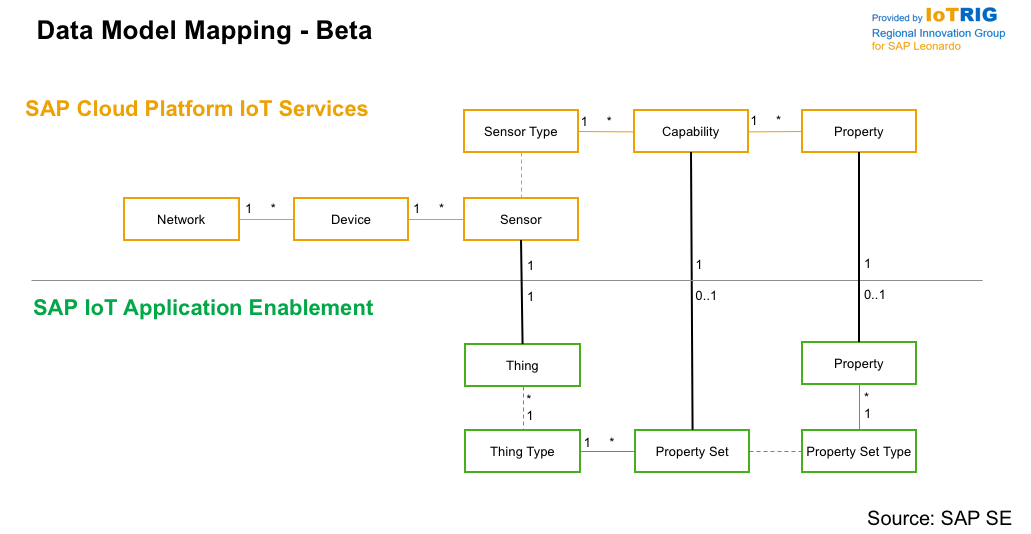 Data Model Mapping - Beta
Provided by IoTRIG
Regional Innovation Group
for SAP Leonardo
SAP Cloud Platform IoT Services
Sensor Type
1 *
Capability
1 *
Property
Network
1 *
Device
1 *
Sensor
1
1
1
SAP IoT Application Enablement
1
0..1
0..1
Thing
Property
*
1
*
1
Thing Type
1 *
Property Set
Property Set Type
Source: SAP SE